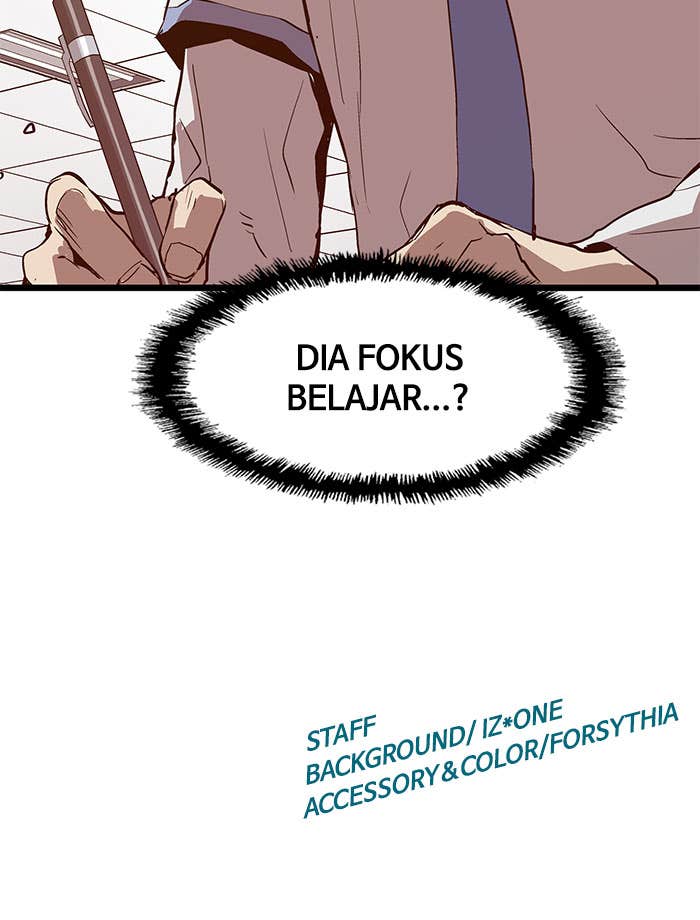 DIA FOKUS
BELAJAR...?
STAFF
BACKGROUND/ IZ*ONE
ACCESSORY&COLOR/FORSYTHIA